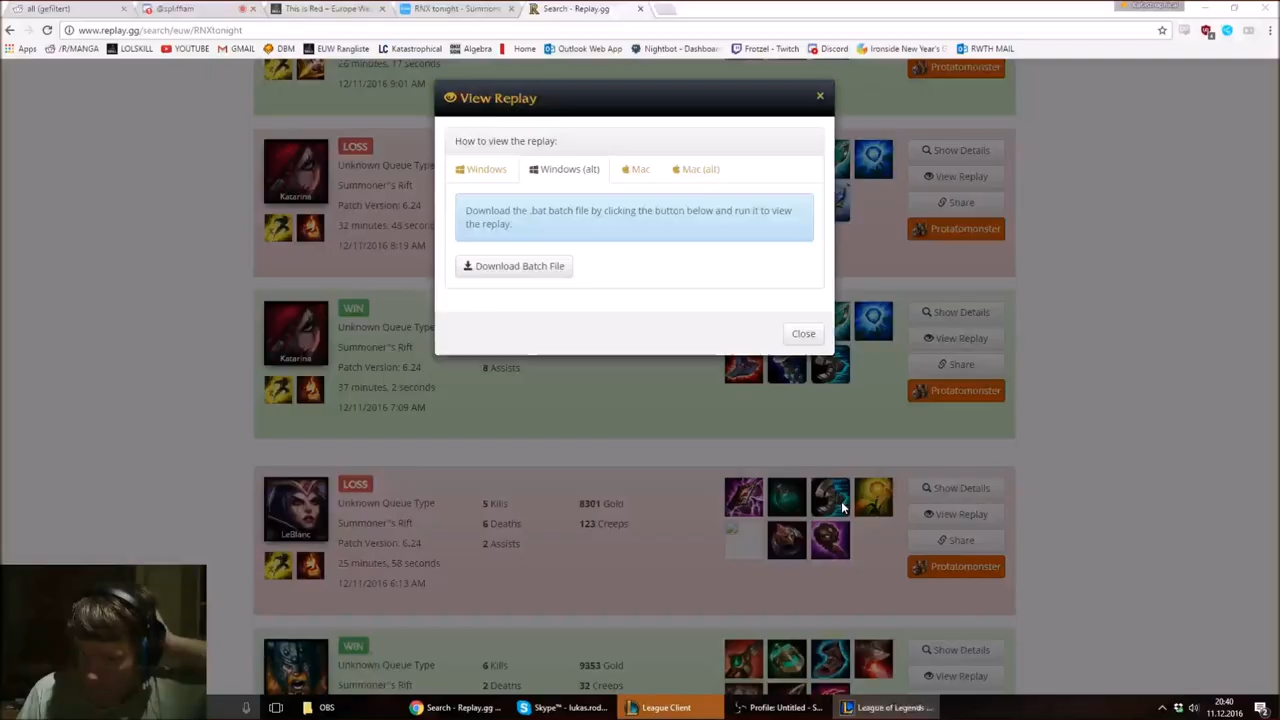 all (gefiltert)
@spliffam
This is Red – Europe We
RNX tonight - Summon
Search - Replay.gg
Katastrophical
www.replay.gg/search/euw/RNXtonight
Apps
/R/MANGA
LOLSKILL
YOUTUBE
GMAIL
DBM
EUW Rangliste
Katastrophical
Algebra
Home
Outlook Web App
Nightbot - Dashboar
Frotzel - Twitch
Discord
Ironside New Year's G
RWTH MAIL
26 minutes, 17 seconds
12/11/2016 9:01 AM
Protatomonster
View Replay
How to view the replay:
Windows
Windows (alt)
Mac
Mac (alt)
Download the .bat batch file by clicking the button below and run it to view
the replay.
Download Batch File
Close
LOSS
Unknown Queue Type
Summoner's Rift
Patch Version: 6.24
32 minutes, 48 seconds
12/11/2016 8:19 AM
Katarina
Show Details
View Replay
Share
Protatomonster
WIN
Unknown Queue Type
Summoner's Rift
Patch Version: 6.24
37 minutes, 2 seconds
12/11/2016 7:09 AM
Katarina
8 Assists
Show Details
View Replay
Share
Protatomonster
LOSS
Unknown Queue Type
Summoner's Rift
Patch Version: 6.24
25 minutes, 58 seconds
12/11/2016 6:13 AM
LeBlanc
5 Kills
6 Deaths
2 Assists
8301 Gold
123 Creeps
Show Details
View Replay
Share
Protatomonster
WIN
Unknown Queue Type
Summoner's Rift
6 Kills
2 Deaths
9353 Gold
32 Creeps
Show Details
View Replay
OBS
Search - Replay.gg ...
Skype™ - lukas.rod...
League Client
Profile: Untitled - S...
League of Legends ...
20:40
11.12.2016